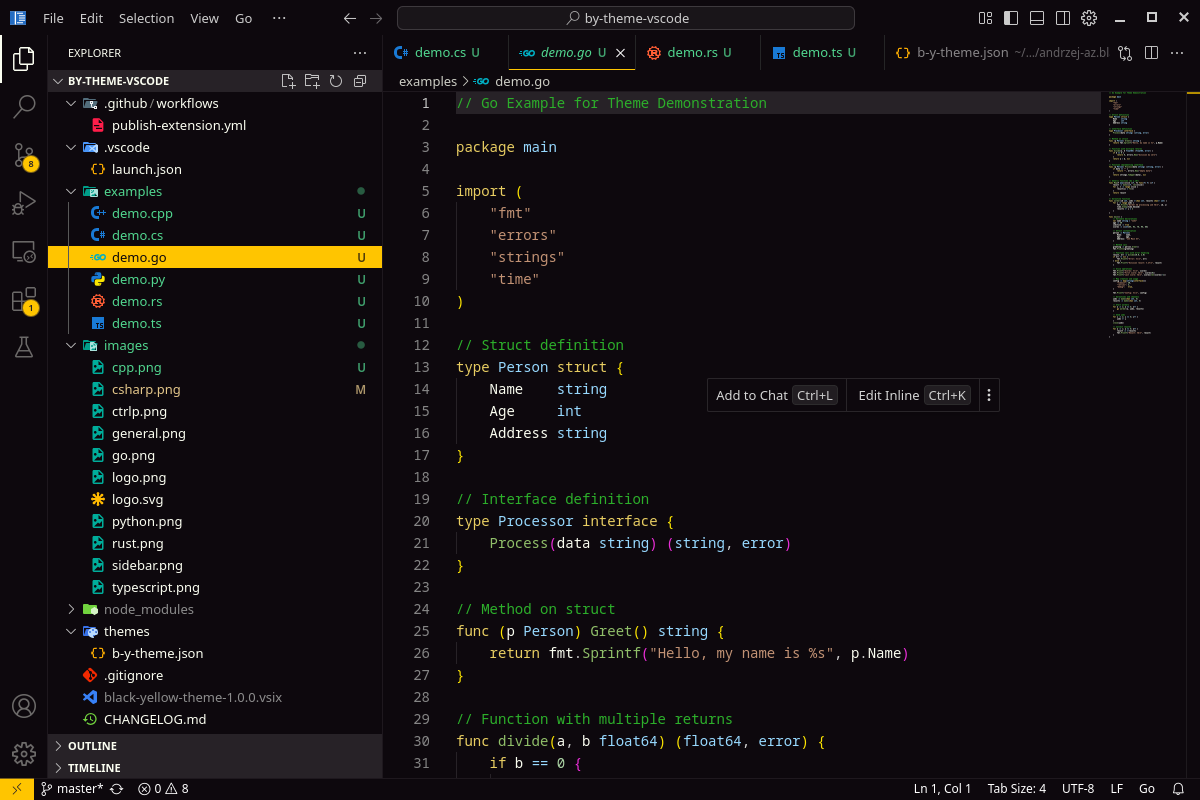 File Edit Selection View Go ··· by-theme-vscode
EXPLORER ···
BY-THEME-VSCODE
.github / workflows
publish-extension.yml
.vscode
launch.json
examples
demo.cpp U
demo.cs U
demo.go U
demo.py U
demo.rs U
demo.ts U
images
cpp.png U
csharp.png M
ctrlp.png
general.png
go.png
logo.png
logo.svg
python.png
rust.png
sidebar.png
typescript.png
node_modules
themes
b-y-theme.json
.gitignore
black-yellow-theme-1.0.0.vsix
CHANGELOG.md
OUTLINE
TIMELINE
8
1
demo.cs U demo.go U demo.rs U demo.ts U b-y-theme.json ~/.../andrzej-az.bl
examples > demo.go
1 // Go Example for Theme Demonstration
2
3 package main
4
5 import (
6 "fmt"
7 "errors"
8 "strings"
9 "time"
10 )
11
12 // Struct definition
13 type Person struct {
14 Name string
15 Age int
16 Address string
17 }
18
19 // Interface definition
20 type Processor interface {
21 Process(data string) (string, error)
22 }
23
24 // Method on struct
25 func (p Person) Greet() string {
26 return fmt.Sprintf("Hello, my name is %s", p.Name)
27 }
28
29 // Function with multiple returns
30 func divide(a, b float64) (float64, error) {
31 if b == 0 {
Add to Chat Ctrl+L Edit Inline Ctrl+K
master* 0 8 Ln 1, Col 1 Tab Size: 4 UTF-8 LF Go